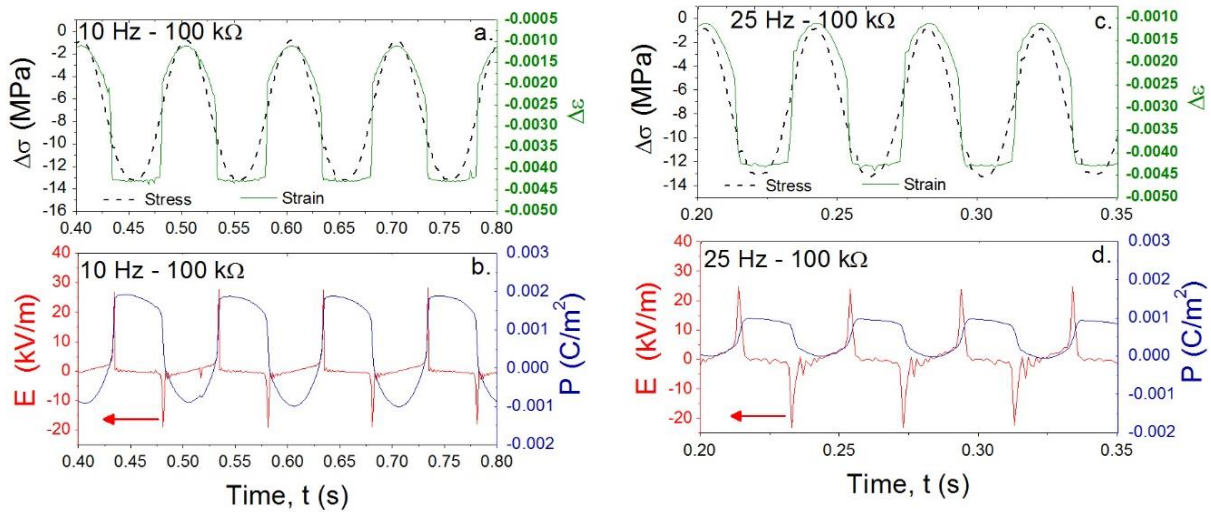 10 Hz - 100 kΩ
a.
Δσ (MPa)
0
-2
-4
-6
-8
-10
-12
-14
-16
-0.0005
-0.0010
-0.0015
-0.0020
-0.0025
-0.0030
-0.0035
-0.0040
-0.0045
-0.0050
Δε
Stress
Strain
0.40 0.45 0.50 0.55 0.60 0.65 0.70 0.75 0.80
25 Hz - 100 kΩ
c.
Δσ (MPa)
0
-2
-4
-6
-8
-10
-12
-14
-0.0010
-0.0015
-0.0020
-0.0025
-0.0030
-0.0035
-0.0040
-0.0045
-0.0050
Δε
Stress
Strain
0.20 0.25 0.30 0.35
10 Hz - 100 kΩ
b.
E (kV/m)
40
30
20
10
0
-10
-20
0.003
0.002
0.001
0.000
-0.001
-0.002
P (C/m²)
0.40 0.45 0.50 0.55 0.60 0.65 0.70 0.75 0.80
Time, t (s)
25 Hz - 100 kΩ
d.
E (kV/m)
40
30
20
10
0
-10
-20
0.003
0.002
0.001
0.000
-0.001
-0.002
P (C/m²)
0.20 0.25 0.30 0.35
Time, t (s)